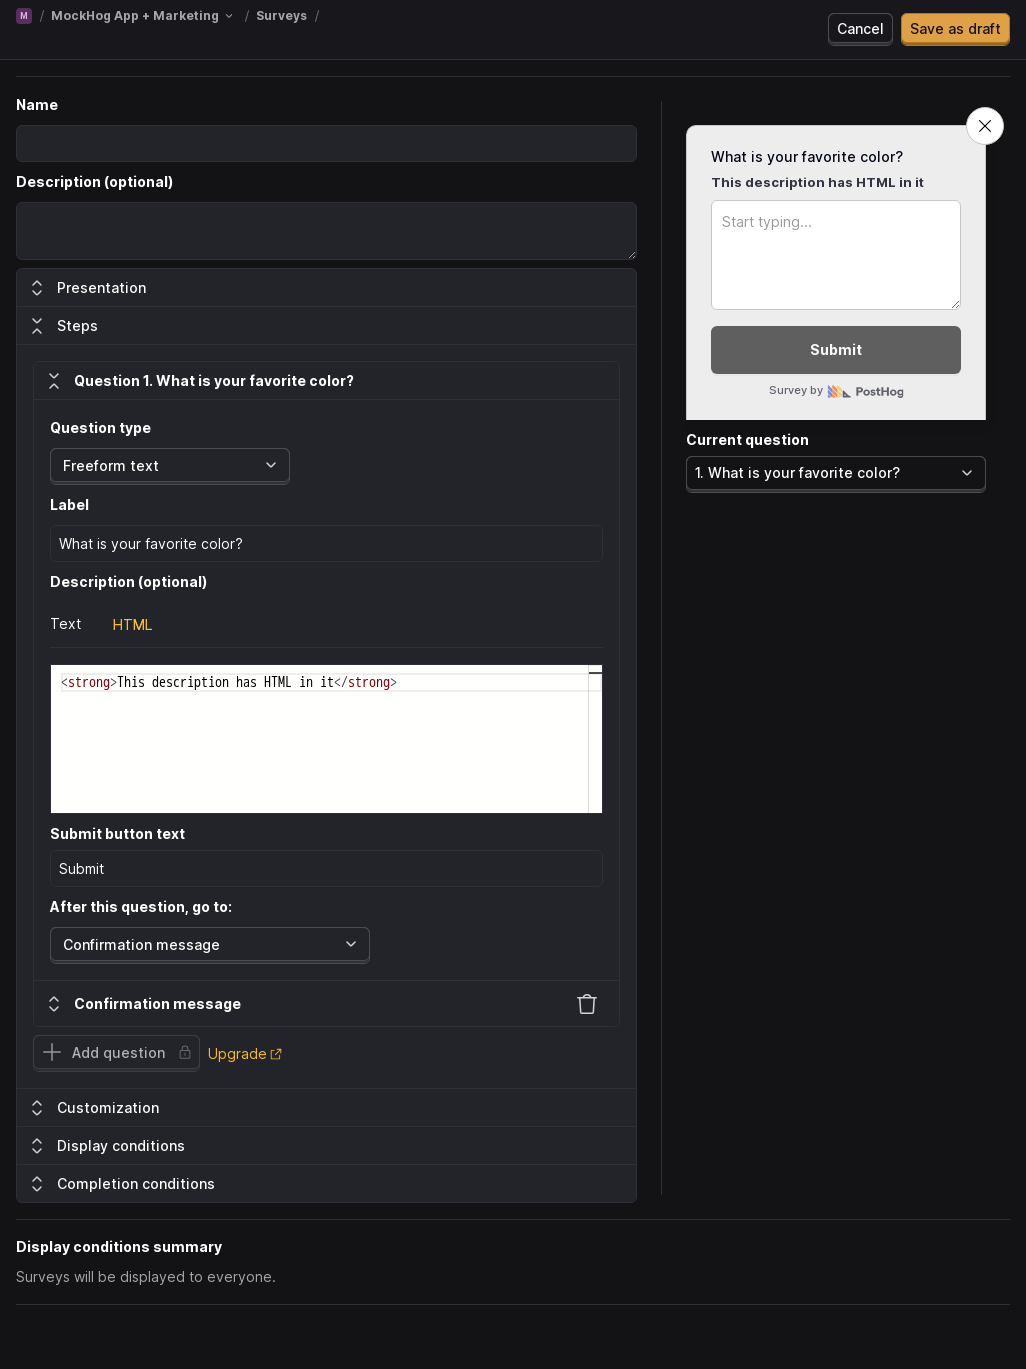 M / MockHog App + Marketing / Surveys /
Cancel
Save as draft
Name
Description (optional)
Presentation
Steps
Question 1. What is your favorite color?
Question type
Freeform text
Label
What is your favorite color?
Description (optional)
Text
HTML
<strong>This description has HTML in it</strong>
Submit button text
Submit
After this question, go to:
Confirmation message
Confirmation message
Add question
Upgrade
Customization
Display conditions
Completion conditions
What is your favorite color?
This description has HTML in it
Start typing...
Submit
Survey by PostHog
Current question
1. What is your favorite color?
Display conditions summary
Surveys will be displayed to everyone.